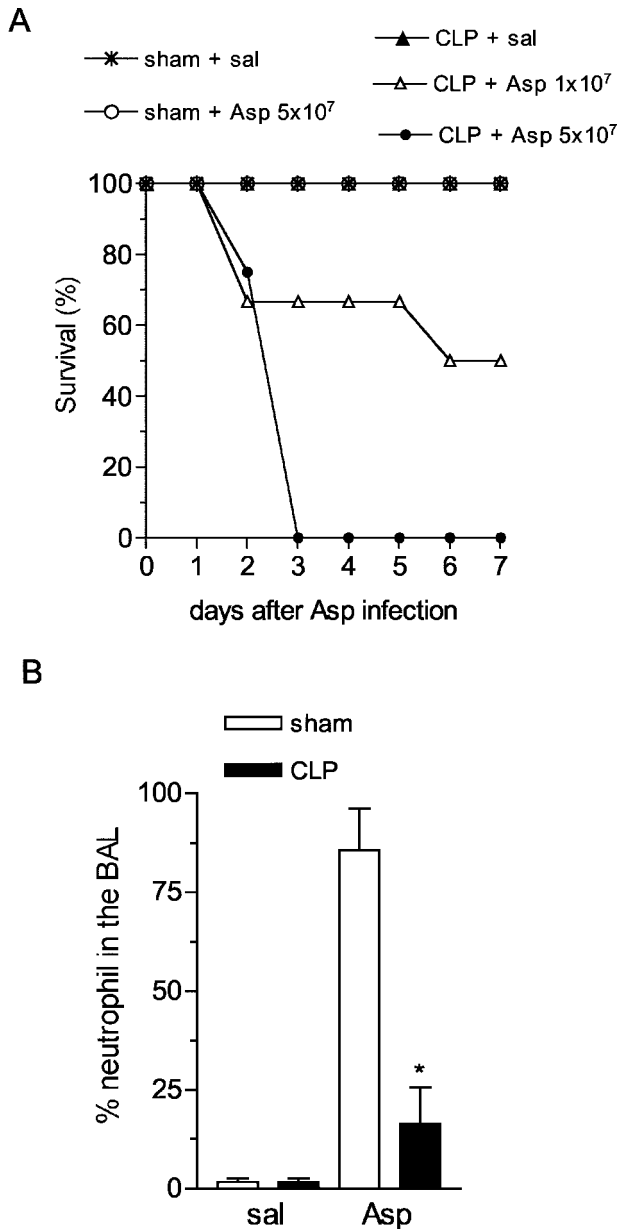 A
sham + sal
sham + Asp 5x10⁷
CLP + sal
CLP + Asp 1x10⁷
CLP + Asp 5x10⁷
Survival (%)
100
80
60
40
20
0
0 1 2 3 4 5 6 7
days after Asp infection
B
sham
CLP
% neutrophil in the BAL
100
75
50
25
0
*
sal Asp